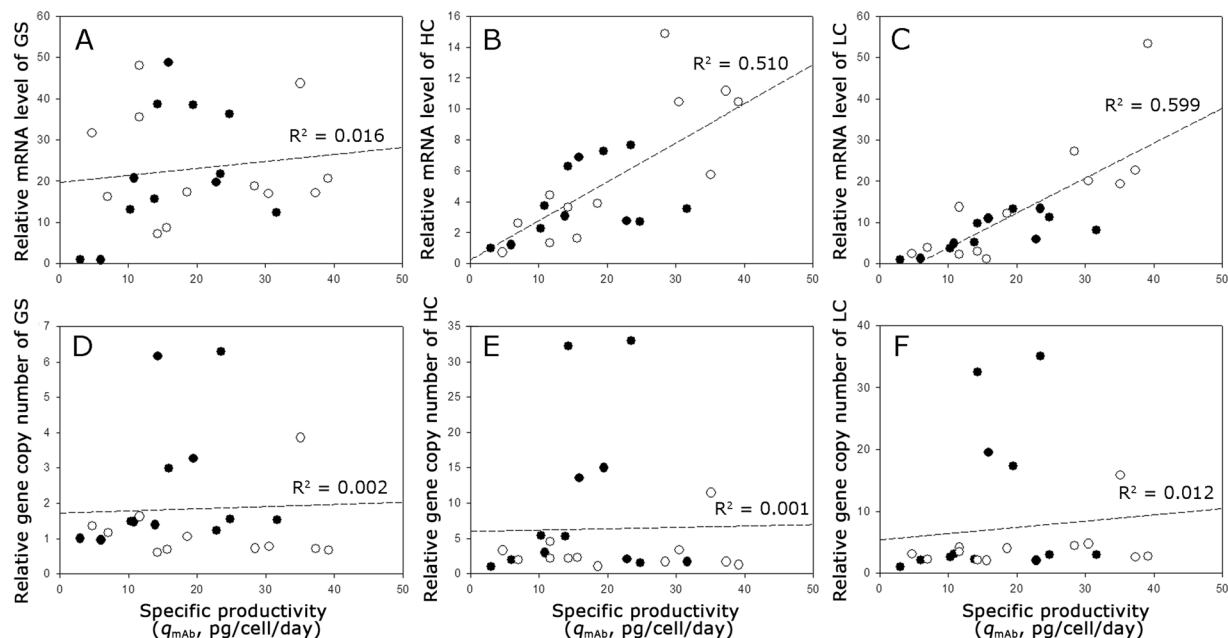 A
Relative mRNA level of GS
60
50
40
30
20
10
0
R² = 0.016
0 10 20 30 40 50
B
Relative mRNA level of HC
16
14
12
10
8
6
4
2
0
R² = 0.510
0 10 20 30 40 50
C
Relative mRNA level of LC
60
50
40
30
20
10
0
R² = 0.599
0 10 20 30 40 50
D
Relative gene copy number of GS
7
6
5
4
3
2
1
0
R² = 0.002
0 10 20 30 40 50
Specific productivity
(qmAb, pg/cell/day)
E
Relative gene copy number of HC
35
30
25
20
15
10
5
0
R² = 0.001
0 10 20 30 40 50
Specific productivity
(qmAb, pg/cell/day)
F
Relative gene copy number of LC
40
30
20
10
0
R² = 0.012
0 10 20 30 40 50
Specific productivity
(qmAb, pg/cell/day)